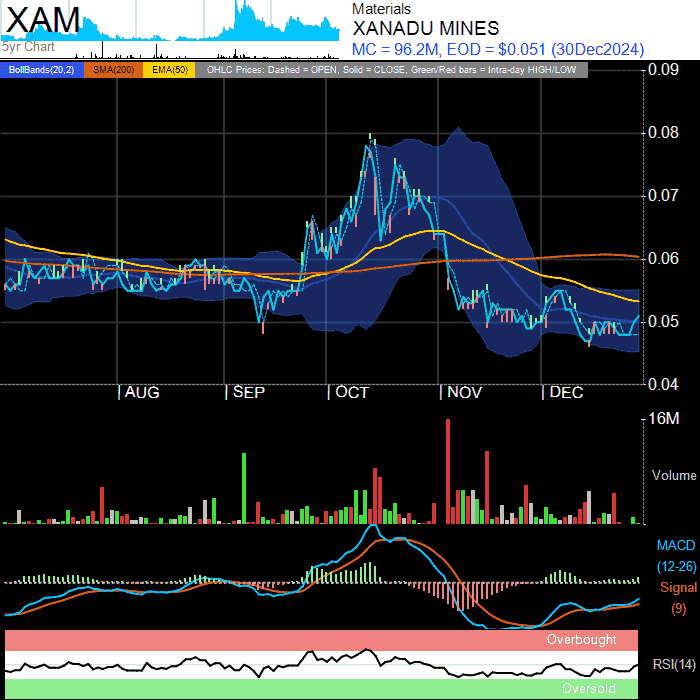 XAM
5yr Chart
Materials
XANADU MINES
MC = 96.2M, EOD = $0.051 (30Dec2024)
BollBands(20,2) SMA(200) EMA(50) OHLC Prices: Dashed = OPEN, Solid = CLOSE, Green/Red bars = Intra-day HIGH/LOW
0.09
0.08
0.07
0.06
0.05
0.04
AUG SEP OCT NOV DEC
16M
Volume
MACD
(12-26)
Signal
(9)
Overbought
RSI(14)
Oversold